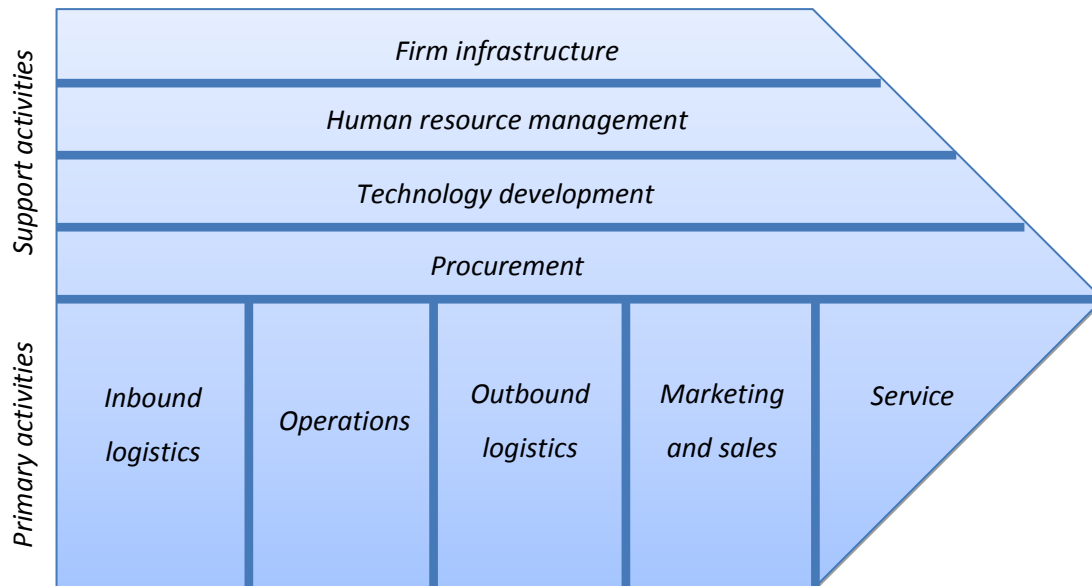 Support activities
Firm infrastructure
Human resource management
Technology development
Procurement
Primary activities
Inbound
logistics
Operations
Outbound
logistics
Marketing
and sales
Service